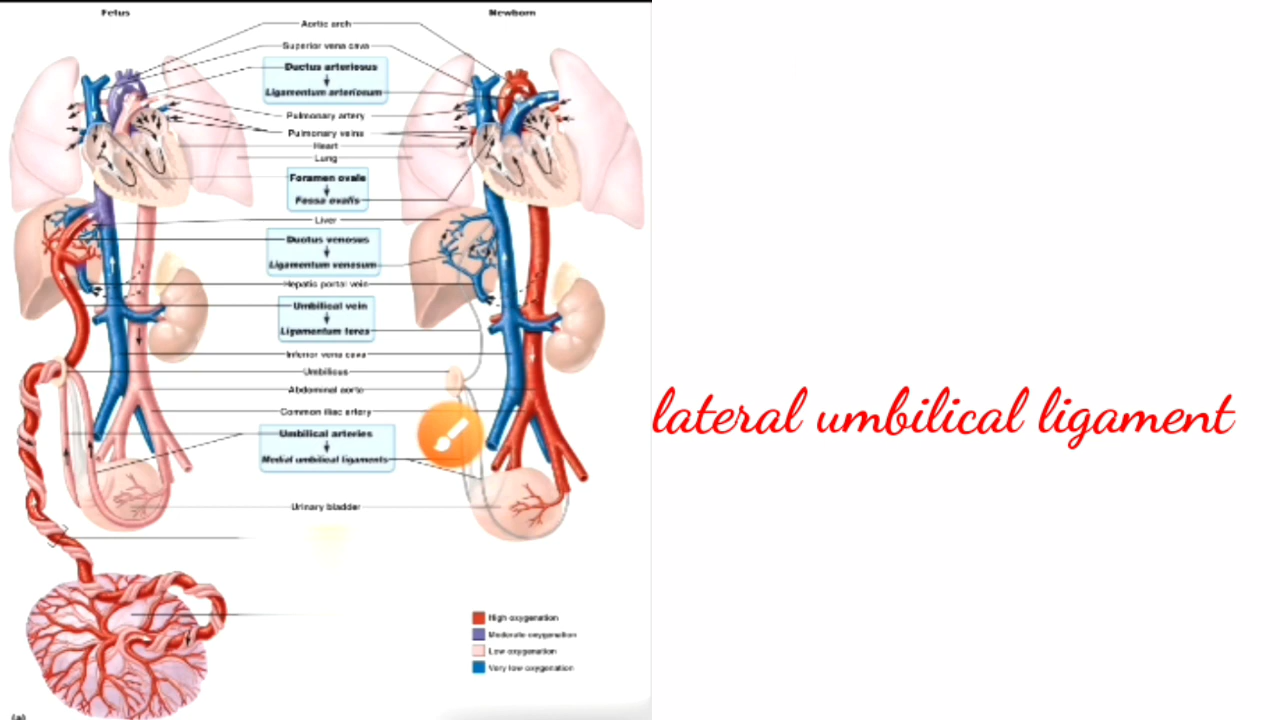 Fetus
Newborn
Aortic arch
Superior vena cava
Ductus arteriosus
Ligamentum arteriosum
Pulmonary artery
Pulmonary veins
Heart
Lung
Foramen ovale
Fossa ovalis
Liver
Ductus venosus
Ligamentum venosum
Hepatic portal vein
Umbilical vein
Ligamentum teres
Inferior vena cava
Umbilicus
Abdominal aorta
Common iliac artery
Umbilical arteries
Medial umbilical ligaments
Urinary bladder
High oxygenation
Moderate oxygenation
Low oxygenation
Very low oxygenation
(a)
lateral umbilical ligament